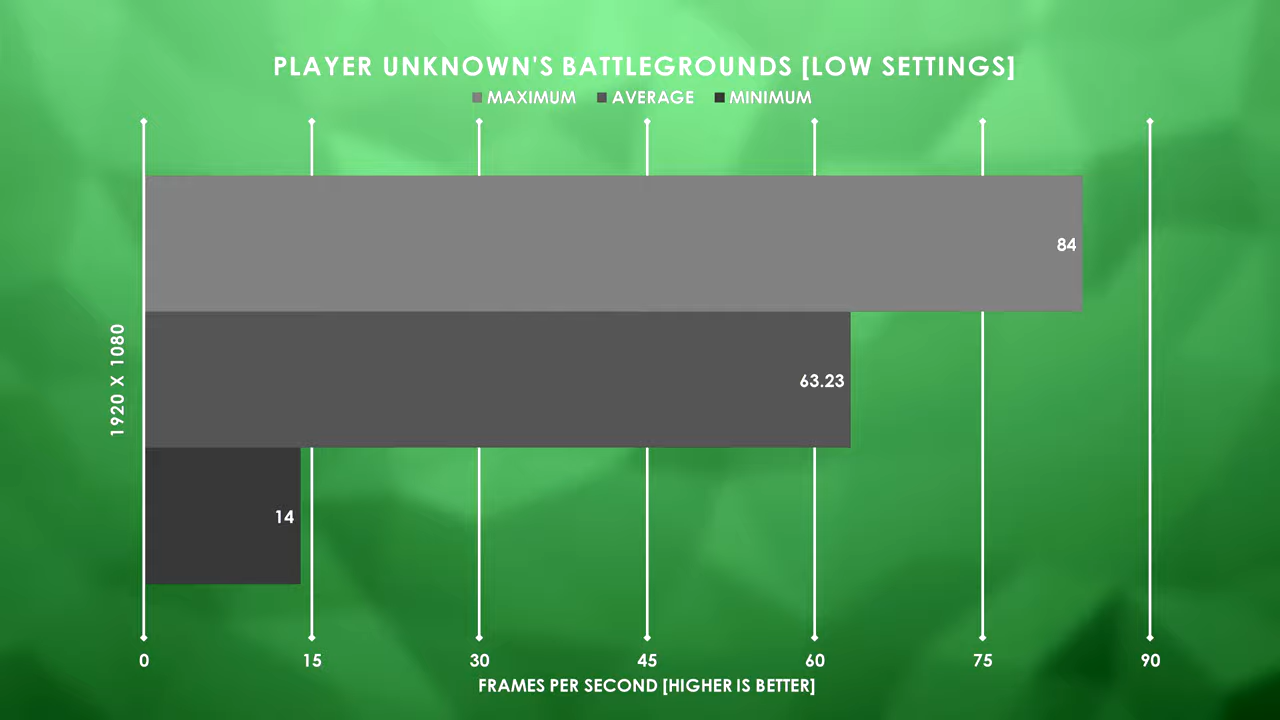 PLAYER UNKNOWN'S BATTLEGROUNDS [LOW SETTINGS]
MAXIMUM AVERAGE MINIMUM
84
63.23
14
1920 X 1080
0 15 30 45 60 75 90
FRAMES PER SECOND [HIGHER IS BETTER]